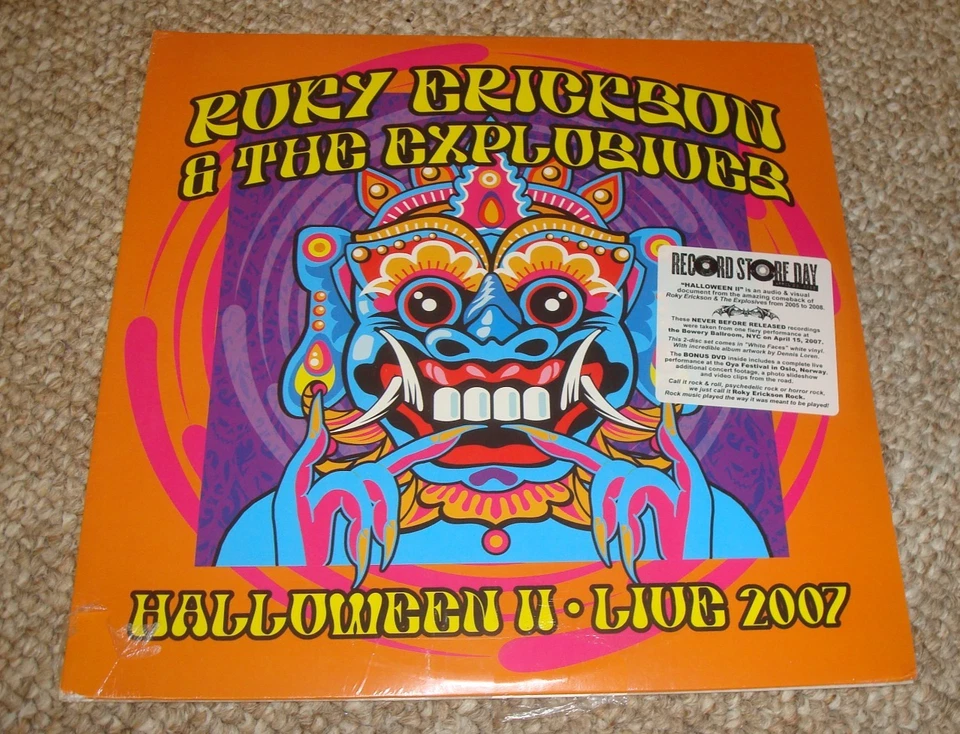 ROKY ERICKSON
& THE EXPLOSIVES
RECORD STORE DAY
"HALLOWEEN II" is an audio & visual
document from the amazing comeback of
Roky Erickson & The Explosives from 2005 to 2008.
These NEVER BEFORE RELEASED recordings
were taken from one fiery performance at
the Bowery Ballroom, NYC on April 15, 2007.
This 2-disc set comes in "White Faces" white vinyl.
With incredible album artwork by Dennis Loren.
The BONUS DVD inside includes a complete live
performance at the Oya Festival in Oslo, Norway,
additional concert footage, a photo slideshow
and video clips from the road.
Call it rock & roll, psychedelic rock or horror rock,
we just call it Roky Erickson Rock.
Rock music played the way it was meant to be played!
HALLOWEEN II • LIVE 2007